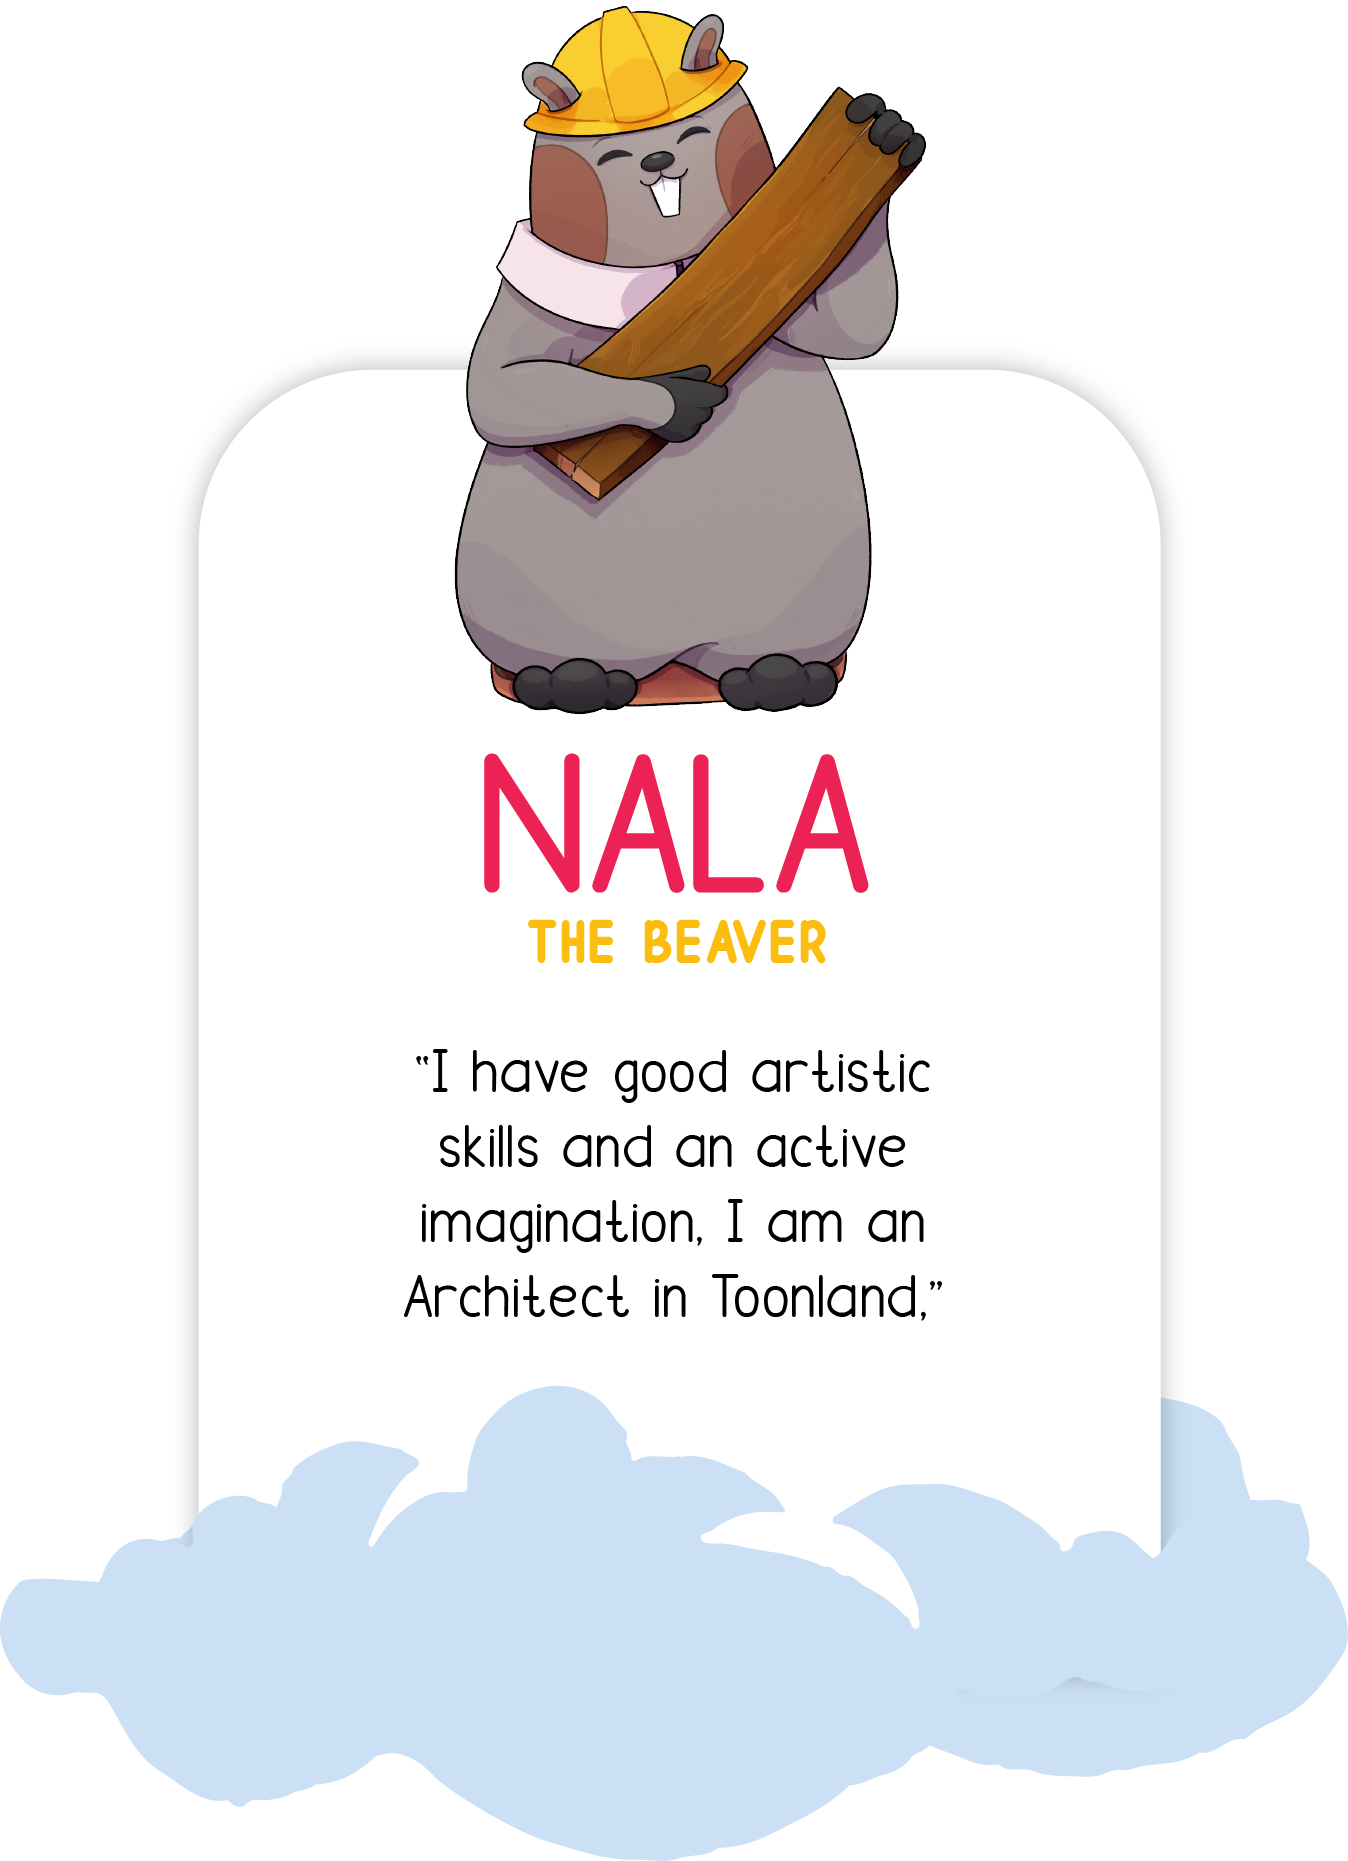 NALA
THE BEAVER
“I have good artistic
skills and an active
imagination, I am an
Architect in Toonland,”